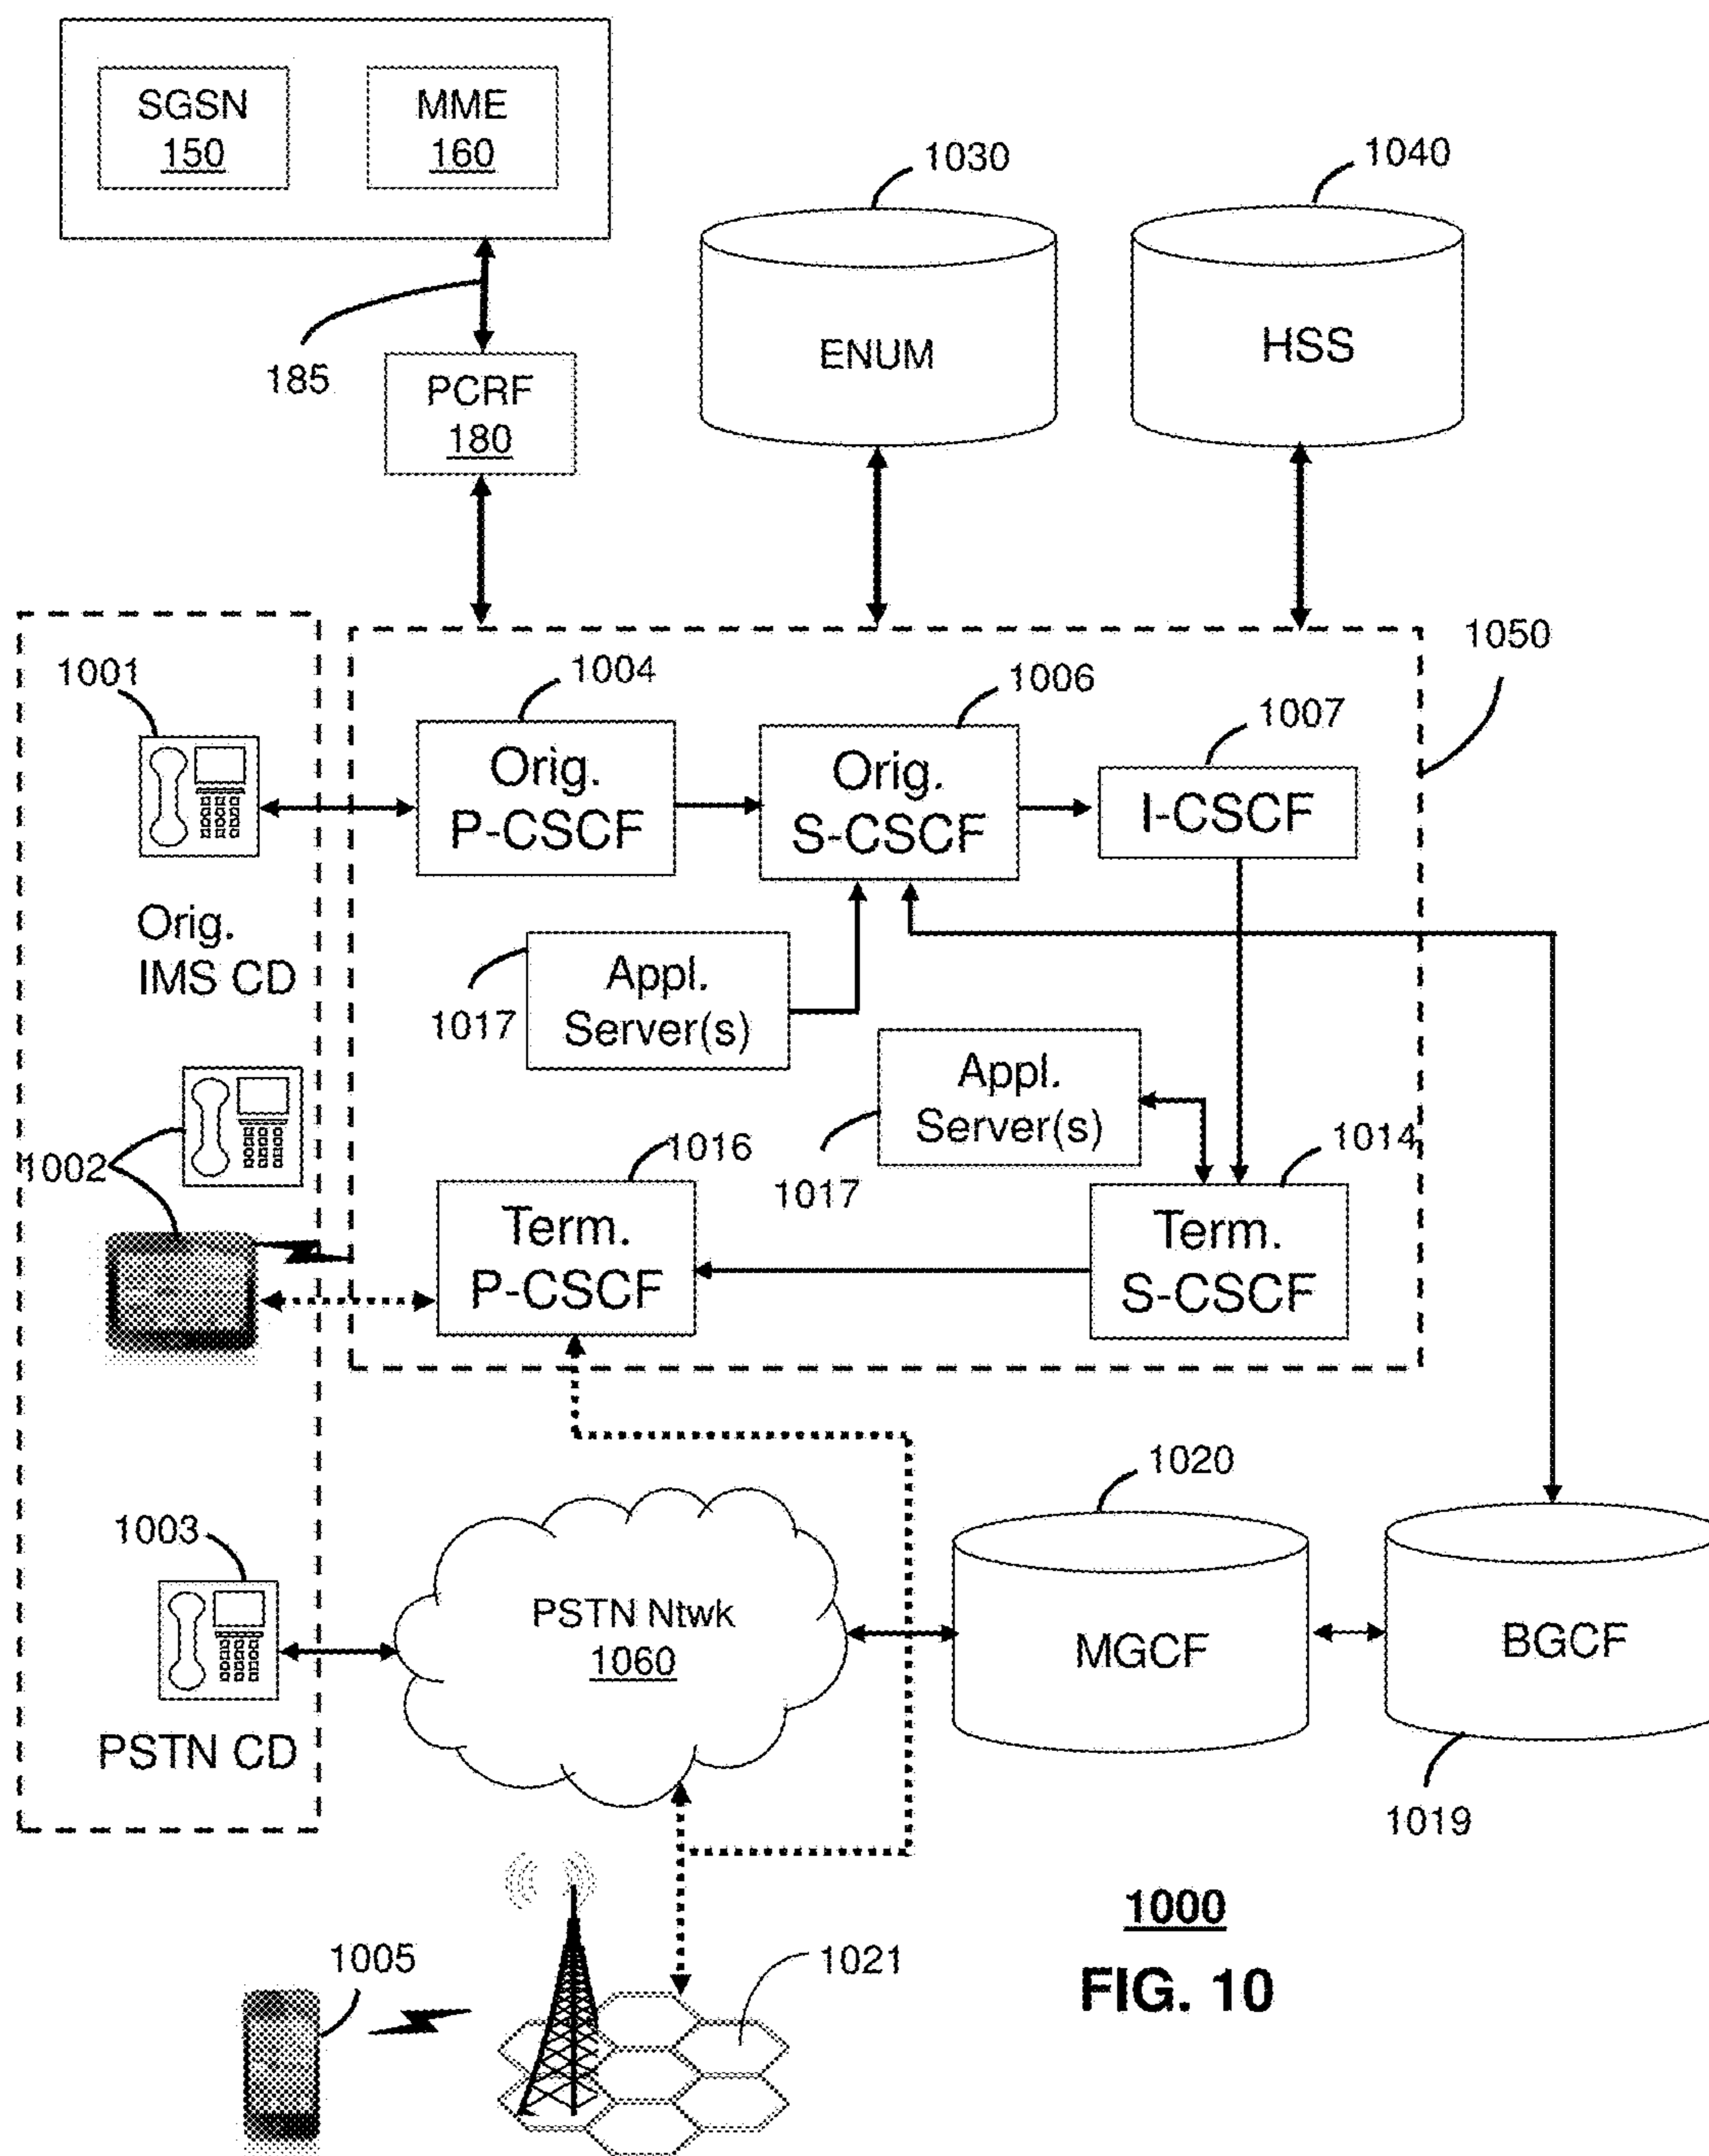 SGSN
150
MME
160
1030
1040
ENUM
HSS
185
PCRF
180
1050
1001
1004
1006
1007
Orig.
P-CSCF
Orig.
S-CSCF
I-CSCF
Orig.
IMS CD
Appl.
Server(s)
1017
Appl.
Server(s)
1017
1002
1016
1014
Term.
P-CSCF
Term.
S-CSCF
1020
1003
PSTN Ntwk
1060
MGCF
BGCF
PSTN CD
1019
1000
FIG. 10
1005
1021